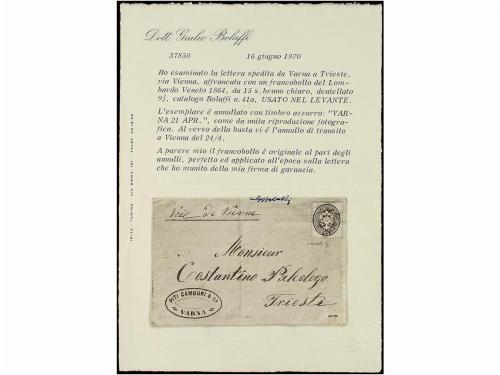 Dott. Giulio Bolaffi
37850 16 giugno 1970
Ho esaminato la lettera spedita da Varna a Trieste,
via Vienna, affrancata con un francobollo del Lom-
bardo Veneto 1864, da 15 s. bruno chiaro, dentellato
9½, catalogo Bolaffi n.41a, USATO NEL LEVANTE.
L'esemplare é annullato con timbro azzurro: "VAR-
NA 21 APR.", come da unita riproduzione fotogra-
fica. Al verso della busta vi é l'annullo di transito
a Vienna del 24/4.
A parere mio il francobollo é originale al pari degli
annulli, perfetto ed applicato all'epoca sulla lettera
che ho munito della mia firma di garanzia.
Voie de Vienne
Monsieur
Costantino Paleologo
Trieste
PITI GAMBURI & Co
VARNA